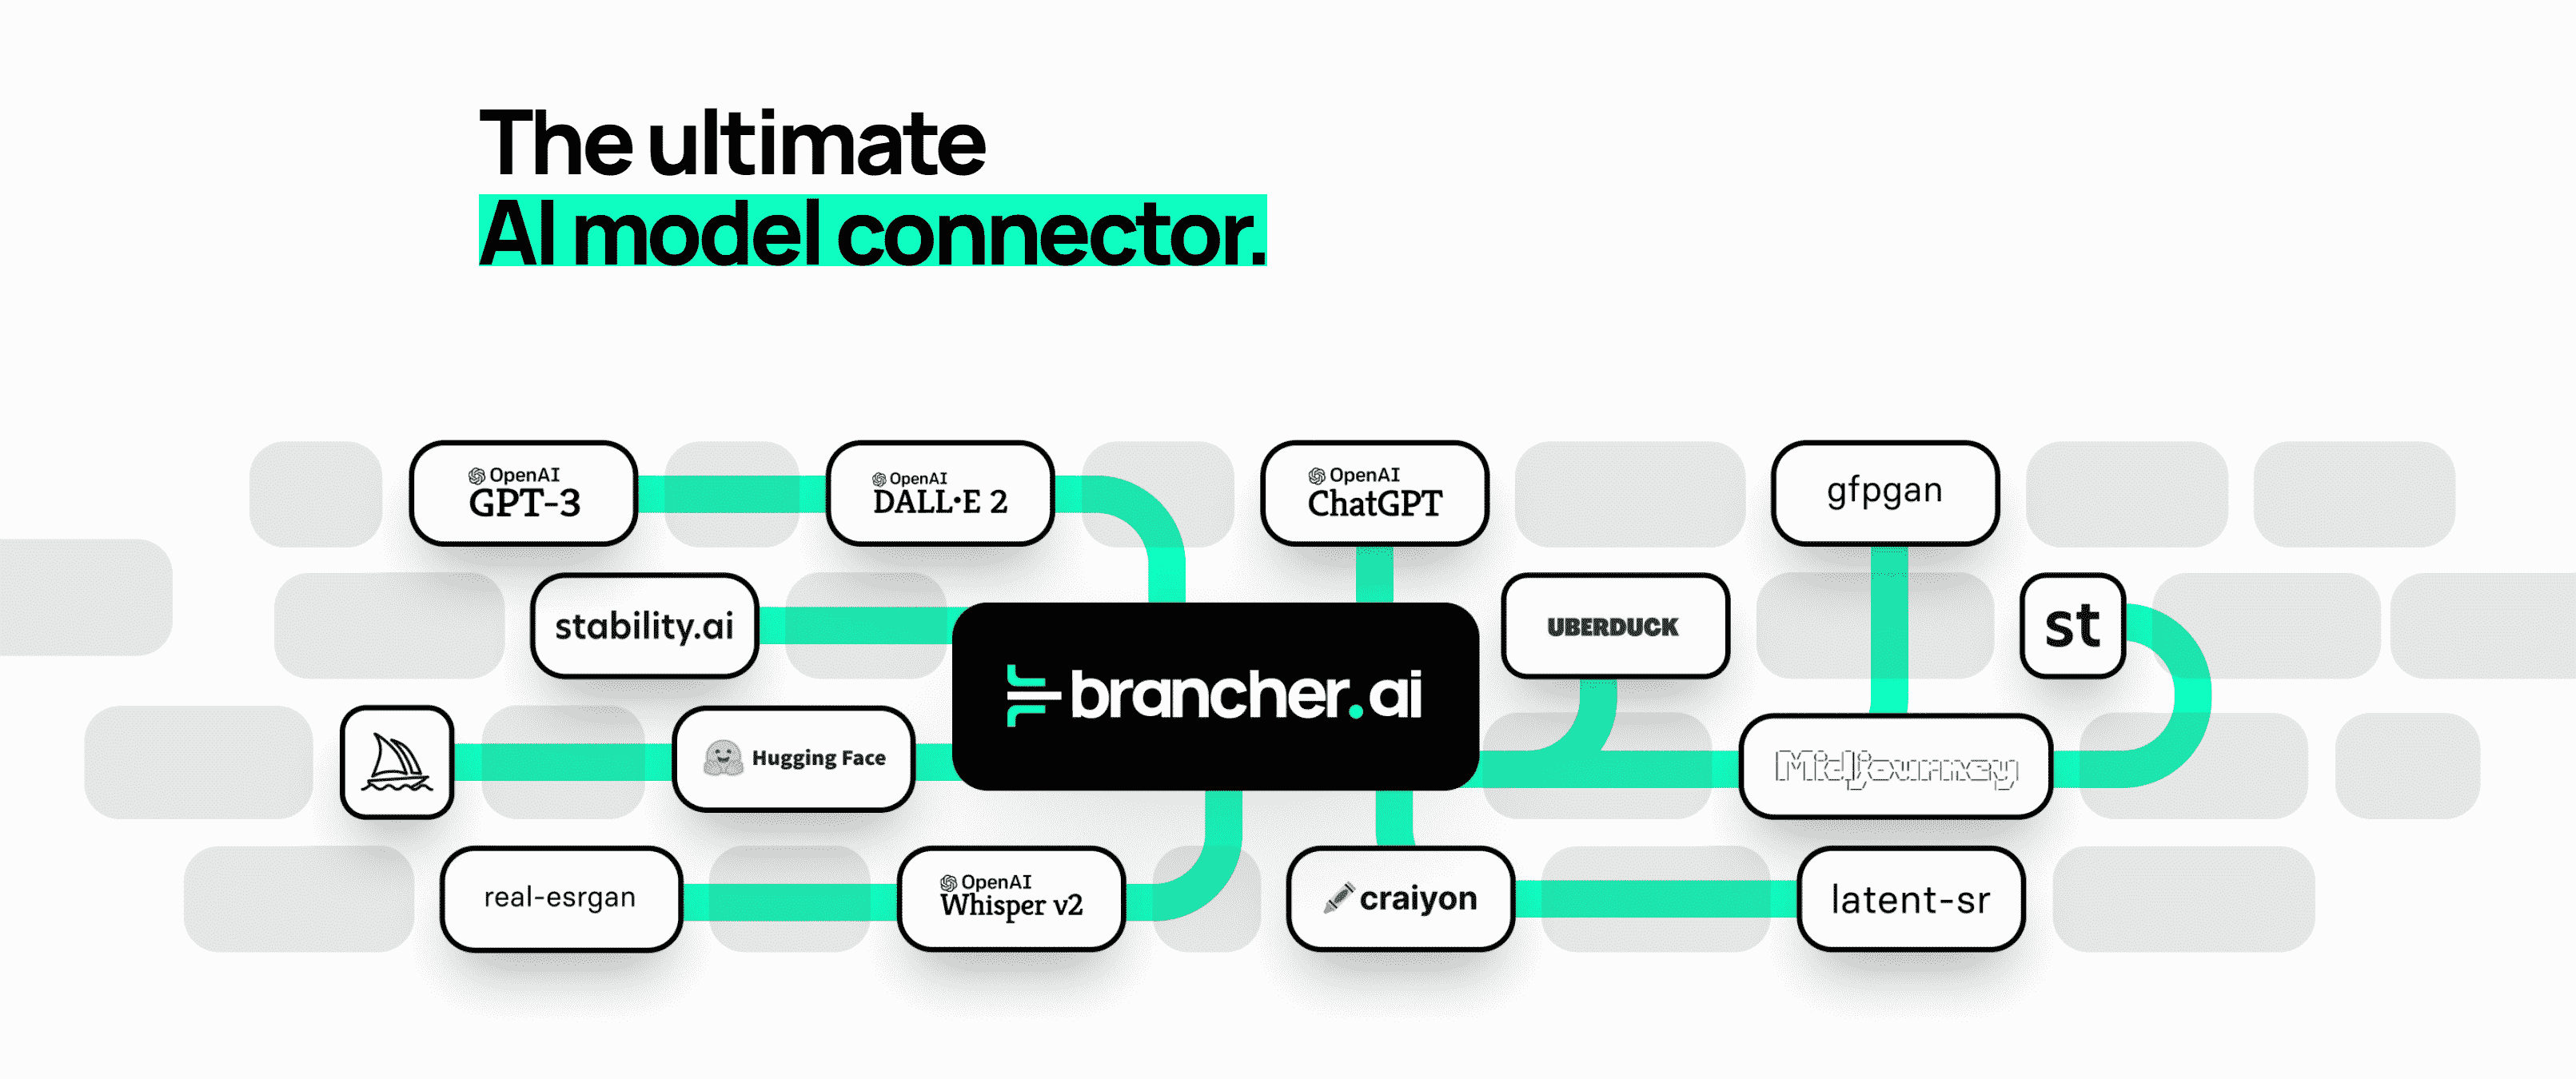 The ultimate
AI model connector.
OpenAI
GPT-3
OpenAI
DALL·E 2
OpenAI
ChatGPT
gfpgan
stability.ai
UBERDUCK
st
brancher.ai
Hugging Face
Midjourney
real-esrgan
OpenAI
Whisper v2
craiyon
latent-sr